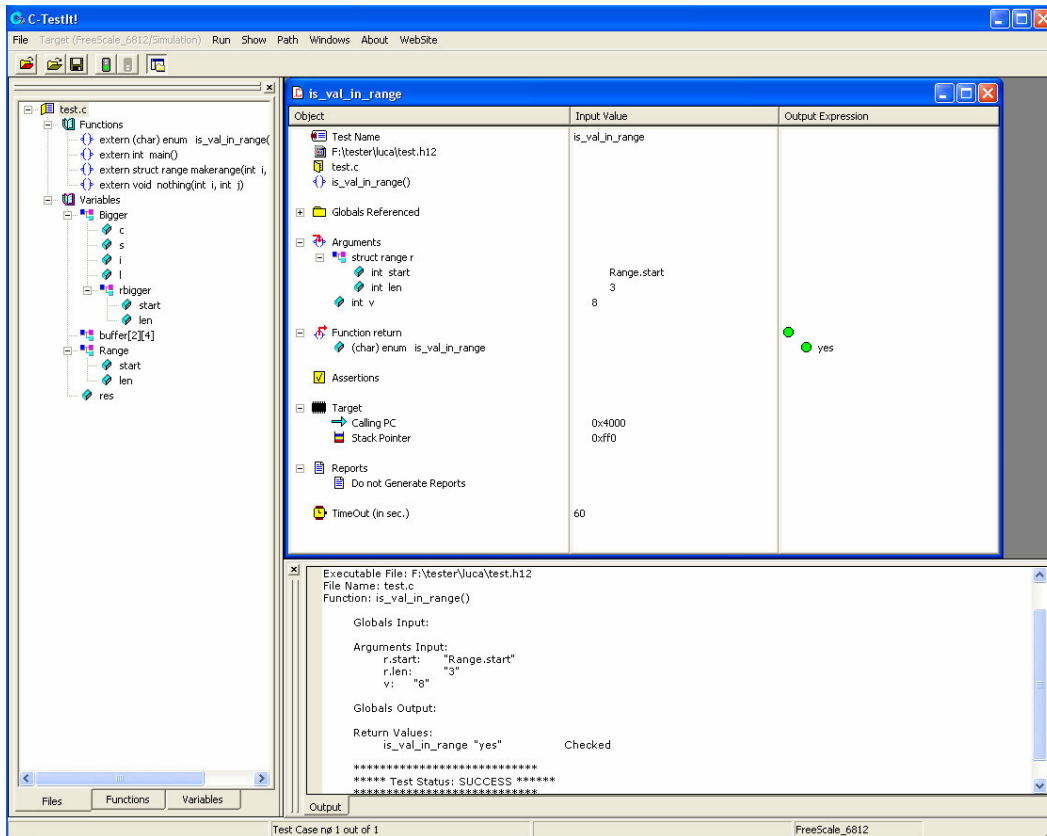 C-TestIt!
File Target (FreeScale_6812/Simulation) Run Show Path Windows About WebSite
test.c
Functions
extern (char) enum is_val_in_range(
extern int main()
extern struct range makerange(int i,
extern void nothing(int i, int j)
Variables
Bigger
c
s
i
l
rbigger
start
len
buffer[2][4]
Range
start
len
res
Files Functions Variables
is_val_in_range
Object Input Value Output Expression
Test Name is_val_in_range
F:\tester\luca\test.h12
test.c
is_val_in_range()
Globals Referenced
Arguments
struct range r
int start Range.start
int len 3
int v 8
Function return
(char) enum is_val_in_range yes
Assertions
Target
Calling PC 0x4000
Stack Pointer 0xff0
Reports
Do not Generate Reports
TimeOut (in sec.) 60
Executable File: F:\tester\luca\test.h12
File Name: test.c
Function: is_val_in_range()
Globals Input:
Arguments Input:
r.start: "Range.start"
r.len: "3"
v: "8"
Globals Output:
Return Values:
is_val_in_range "yes" Checked
****************************
***** Test Status: SUCCESS ******
****************************
Output
Test Case nø 1 out of 1 FreeScale_6812